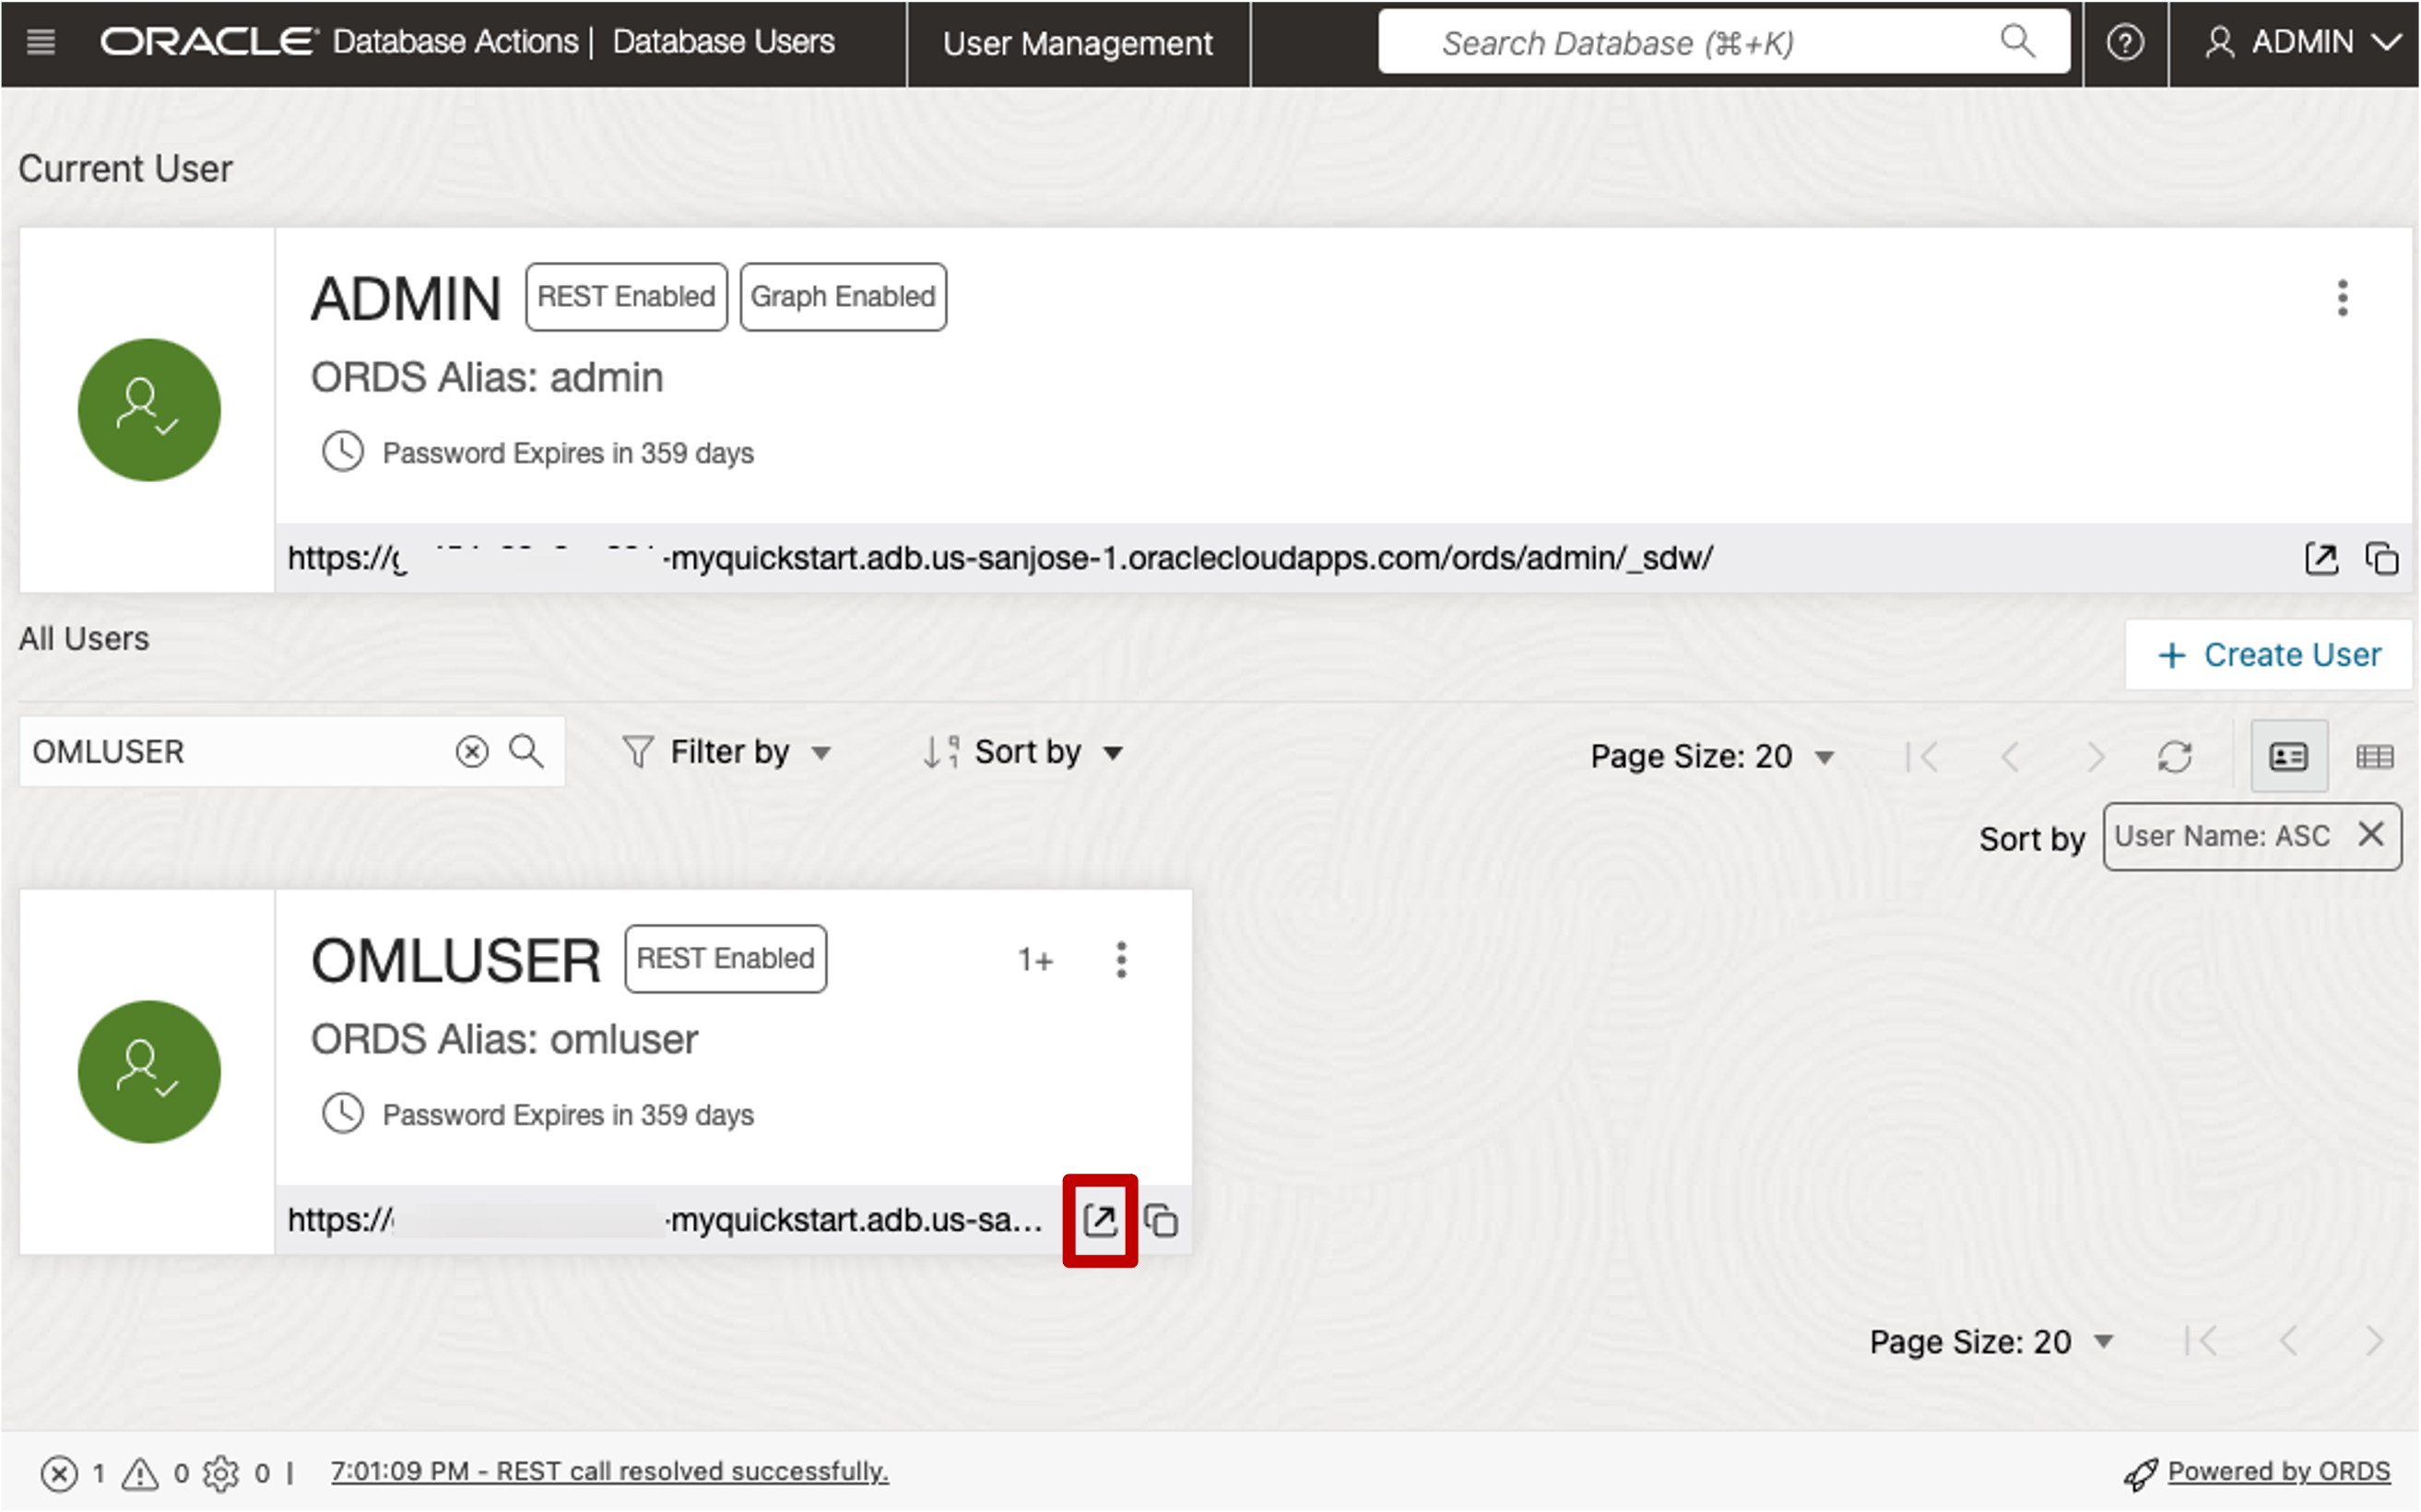 ORACLE Database Actions | Database Users
User Management
Search Database (⌘+K)
ADMIN
Current User
ADMIN REST Enabled Graph Enabled
ORDS Alias: admin
Password Expires in 359 days
https:// -myquickstart.adb.us-sanjose-1.oraclecloudapps.com/ords/admin/_sdw/
All Users
+ Create User
OMLUSER Filter by Sort by Page Size: 20
Sort by User Name: ASC
OMLUSER REST Enabled 1+
ORDS Alias: omluser
Password Expires in 359 days
https:// -myquickstart.adb.us-sa...
Page Size: 20
1 0 0 | 7:01:09 PM - REST call resolved successfully.
Powered by ORDS